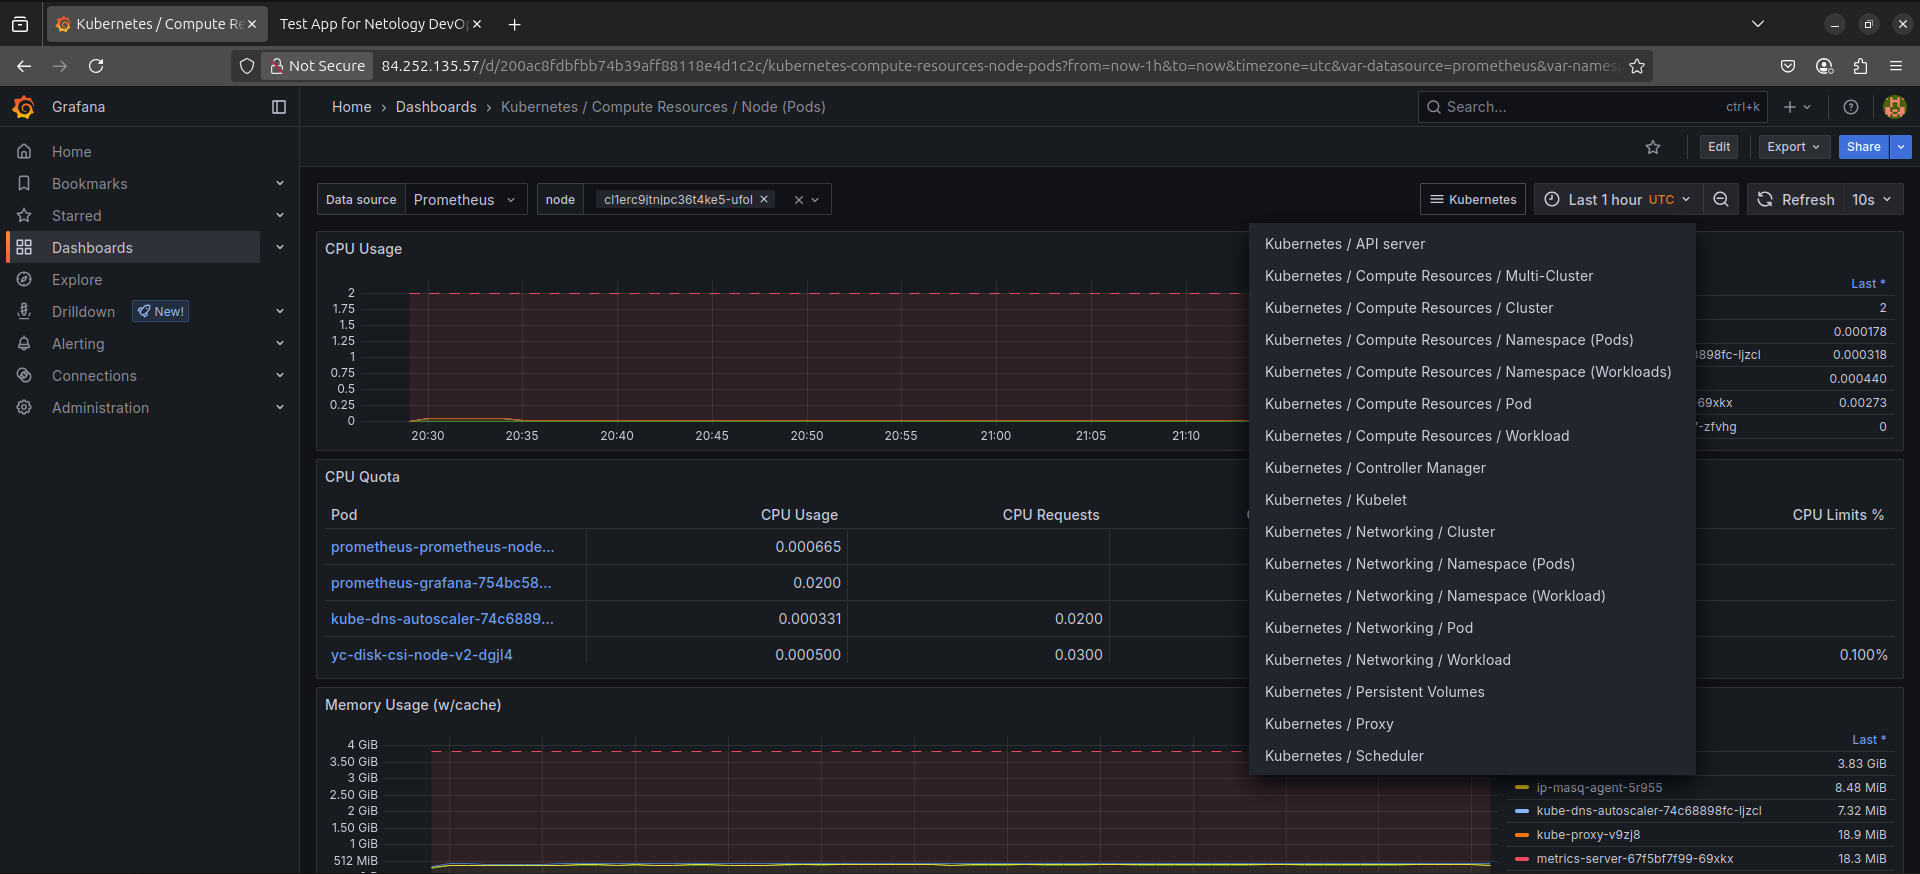 Kubernetes / Compute Re
Test App for Netology DevO
Not Secure
84.252.135.57/d/200ac8fdbfbb74b39aff88118e4d1c2c/kubernetes-compute-resources-node-pods?from=now-1h&to=now&timezone=utc&var-datasource=prometheus&var-names
Grafana
Home › Dashboards › Kubernetes / Compute Resources / Node (Pods)
Search...
ctrl+k
Edit
Export
Share
Home
Bookmarks
Starred
Dashboards
Explore
Drilldown
New!
Alerting
Connections
Administration
Data source
Prometheus
node
cl1erc9jtnjpc36t4ke5-ufol
Kubernetes
Last 1 hour UTC
Refresh
10s
Kubernetes / API server
Kubernetes / Compute Resources / Multi-Cluster
Kubernetes / Compute Resources / Cluster
Kubernetes / Compute Resources / Namespace (Pods)
Kubernetes / Compute Resources / Namespace (Workloads)
Kubernetes / Compute Resources / Pod
Kubernetes / Compute Resources / Workload
Kubernetes / Controller Manager
Kubernetes / Kubelet
Kubernetes / Networking / Cluster
Kubernetes / Networking / Namespace (Pods)
Kubernetes / Networking / Namespace (Workload)
Kubernetes / Networking / Pod
Kubernetes / Networking / Workload
Kubernetes / Persistent Volumes
Kubernetes / Proxy
Kubernetes / Scheduler
CPU Usage
2
1.75
1.5
1.25
1
0.75
0.5
0.25
0
20:30 20:35 20:40 20:45 20:50 20:55 21:00 21:05 21:10
Last *
2
0.000178
8898fc-ljzcl 0.000318
0.000440
-69xkx 0.00273
-zfvhg 0
CPU Quota
Pod CPU Usage CPU Requests CPU Limits %
prometheus-prometheus-node... 0.000665
prometheus-grafana-754bc58... 0.0200
kube-dns-autoscaler-74c6889... 0.000331 0.0200
yc-disk-csi-node-v2-dgjl4 0.000500 0.0300 0.100%
Memory Usage (w/cache)
4 GiB
3.50 GiB
3 GiB
2.50 GiB
2 GiB
1.50 GiB
1 GiB
512 MiB
Last *
3.83 GiB
ip-masq-agent-5r955 8.48 MiB
kube-dns-autoscaler-74c68898fc-ljzcl 7.32 MiB
kube-proxy-v9zj8 18.9 MiB
metrics-server-67f5bf7f99-69xkx 18.3 MiB